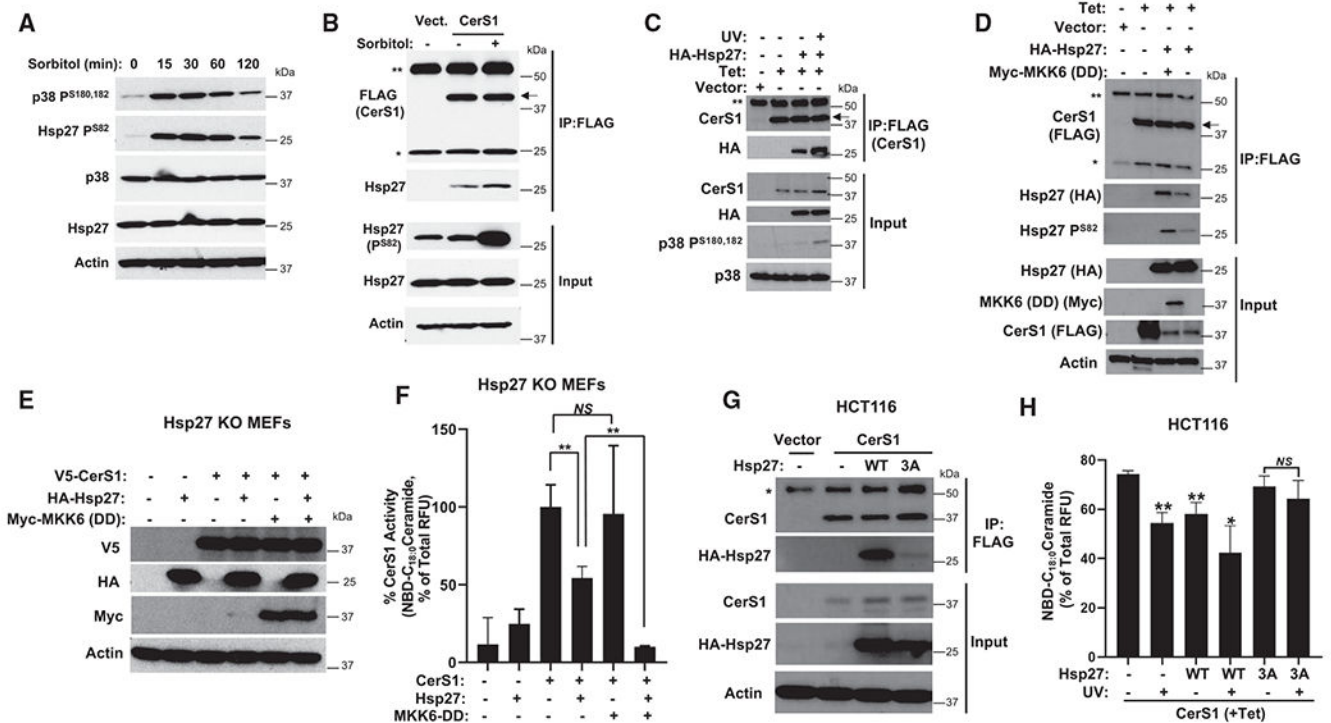 A
Sorbitol (min): 0 15 30 60 120
kDa
p38 P^S180,182
37
Hsp27 P^S82
25
p38
37
Hsp27
25
Actin
37
B
Vect. CerS1
Sorbitol: - - +
kDa
**
50
FLAG
(CerS1)
37
*
25
Hsp27
25
IP:FLAG
Hsp27
(P^S82)
25
Hsp27
25
Input
Actin
37
C
UV: - - - +
HA-Hsp27: - - + +
Tet: - + + +
Vector: + - - -
kDa
**
50
CerS1
37
HA
25
IP:FLAG
(CerS1)
CerS1
50
37
HA
25
p38 P^S180,182
37
p38
37
Input
D
Tet: - + + +
Vector: + - - -
HA-Hsp27: - - + +
Myc-MKK6 (DD): - - + -
kDa
**
50
CerS1
(FLAG)
37
*
25
Hsp27 (HA)
25
Hsp27 P^S82
25
IP:FLAG
Hsp27 (HA)
25
MKK6 (DD) (Myc)
37
CerS1 (FLAG)
37
Actin
37
Input
E
Hsp27 KO MEFs
V5-CerS1: - - + + + +
HA-Hsp27: - + - + - +
Myc-MKK6 (DD): - - - - + +
kDa
V5
37
HA
25
Myc
37
Actin
37
F
Hsp27 KO MEFs
% CerS1 Activity
(NBD-C18:0Ceramide,
% of Total RFU)
150
100
50
0
NS
**
**
CerS1: - - + + + +
Hsp27: - + - + - +
MKK6-DD: - - - - + +
G
HCT116
Vector CerS1
Hsp27: - - WT 3A
kDa
*
50
CerS1
37
HA-Hsp27
25
IP:
FLAG
CerS1
37
HA-Hsp27
25
Actin
37
Input
H
HCT116
NBD-C18:0Ceramide
(% of Total RFU)
80
60
40
20
0
**
**
*
NS
Hsp27: - - WT WT 3A 3A
UV: - + - + - +
CerS1 (+Tet)